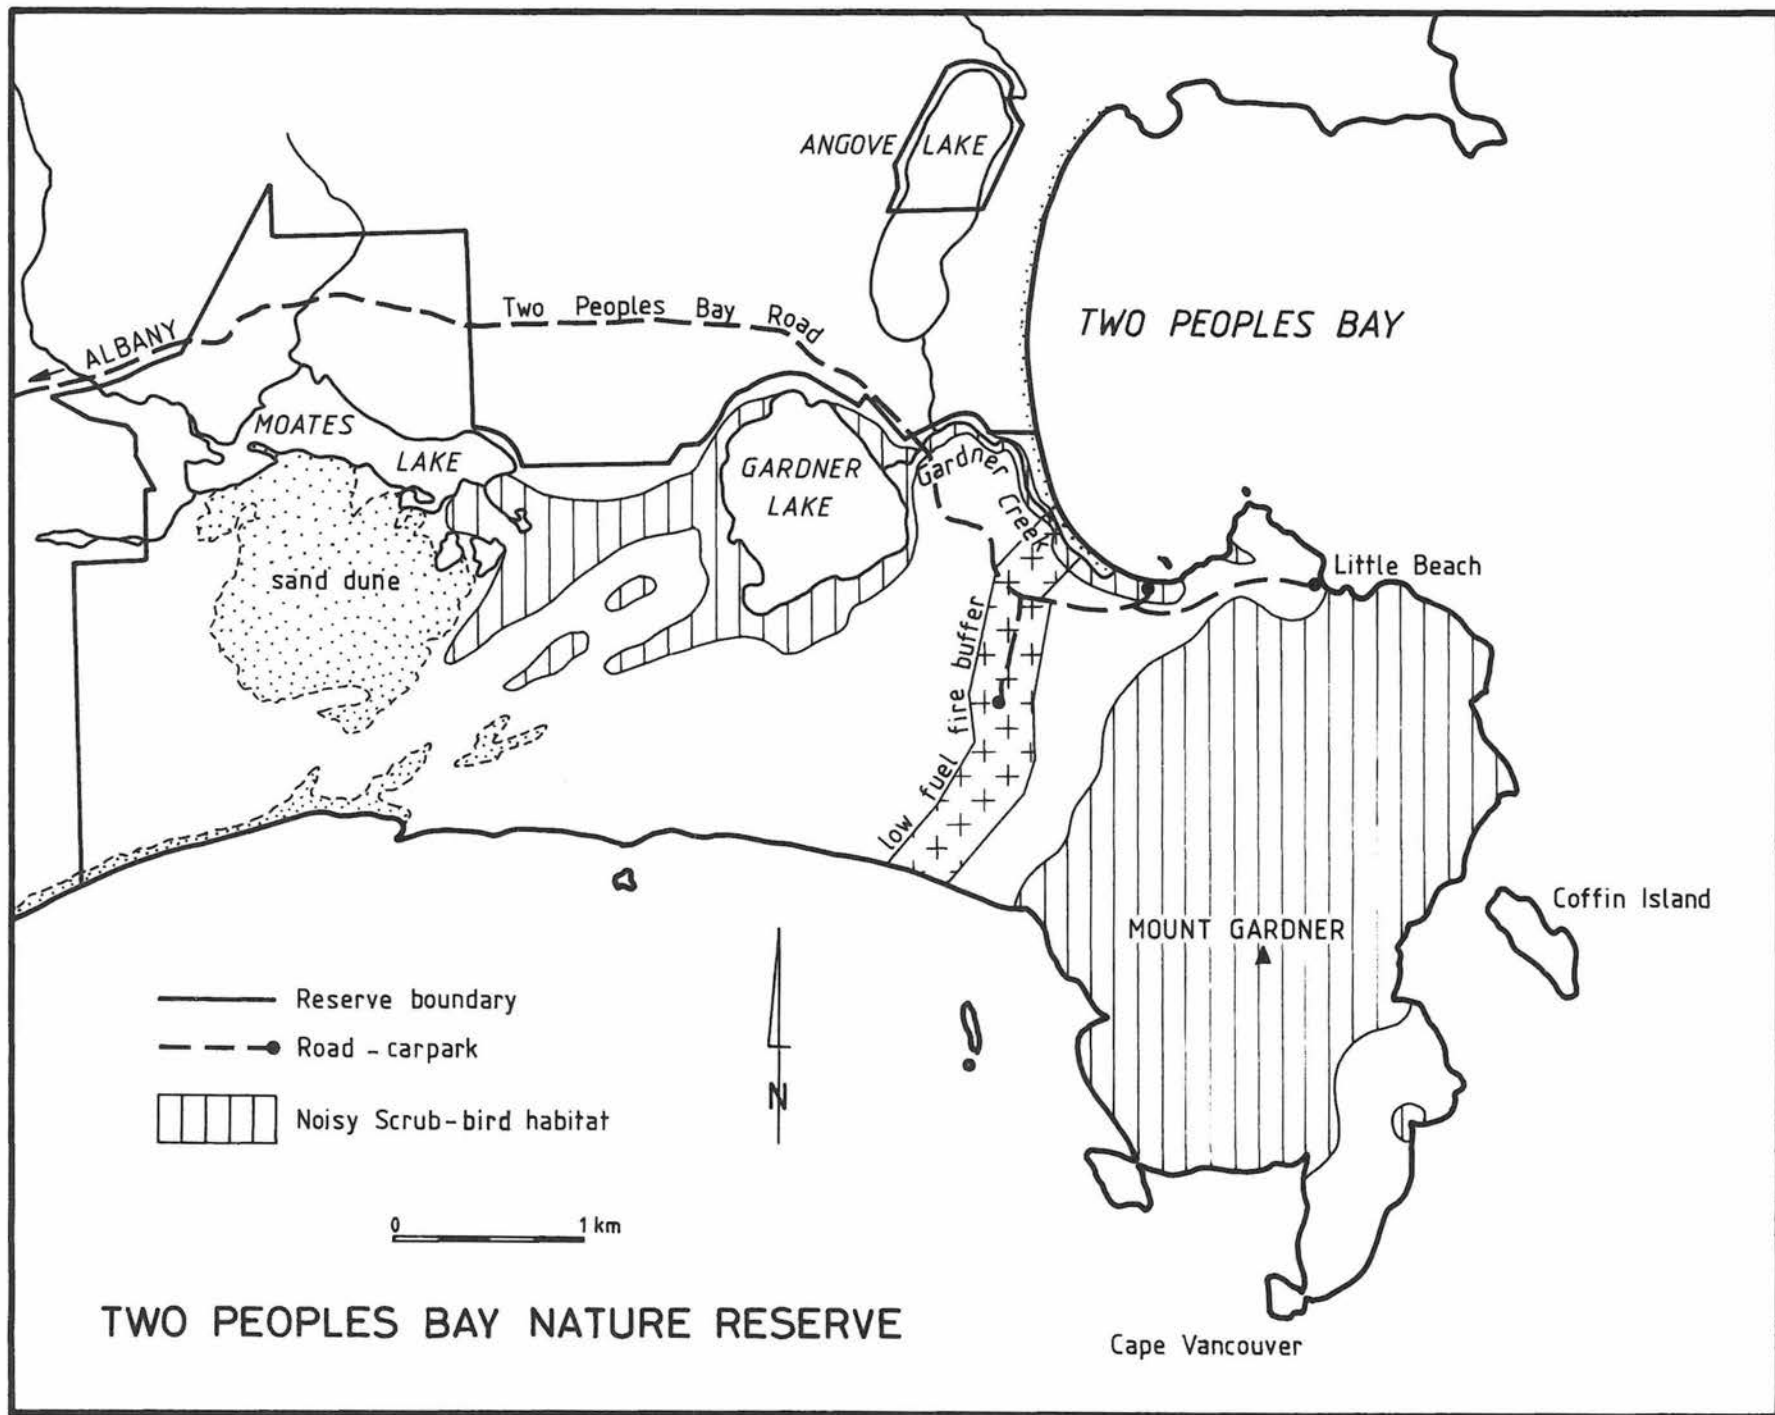 ANGOVE LAKE
TWO PEOPLES BAY
Two Peoples Bay Road
ALBANY
MOATES
LAKE
GARDNER
LAKE
Gardner
Creek
sand dune
Little Beach
low fuel fire buffer
MOUNT GARDNER
Coffin Island
Reserve boundary
Road - carpark
Noisy Scrub-bird habitat
N
0 1 km
TWO PEOPLES BAY NATURE RESERVE
Cape Vancouver